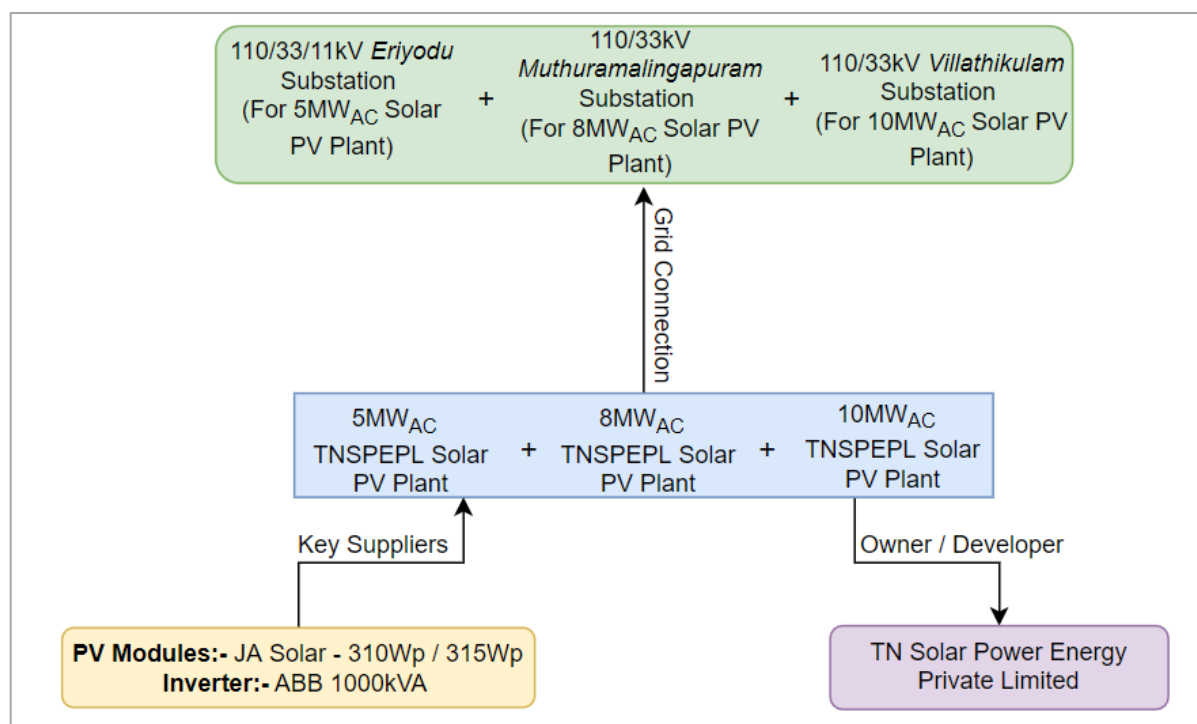 110/33/11kV Eriyodu
Substation
(For 5MWAC Solar
PV Plant)
+
110/33kV
Muthuramalingapuram
Substation
(For 8MWAC Solar PV
Plant)
+
110/33kV Villathikulam
Substation
(For 10MWAC Solar PV
Plant)
Grid Connection
5MWAC
TNSPEPL Solar
PV Plant
+
8MWAC
TNSPEPL Solar
PV Plant
+
10MWAC
TNSPEPL Solar
PV Plant
Key Suppliers
Owner / Developer
PV Modules:- JA Solar - 310Wp / 315Wp
Inverter:- ABB 1000kVA
TN Solar Power Energy
Private Limited